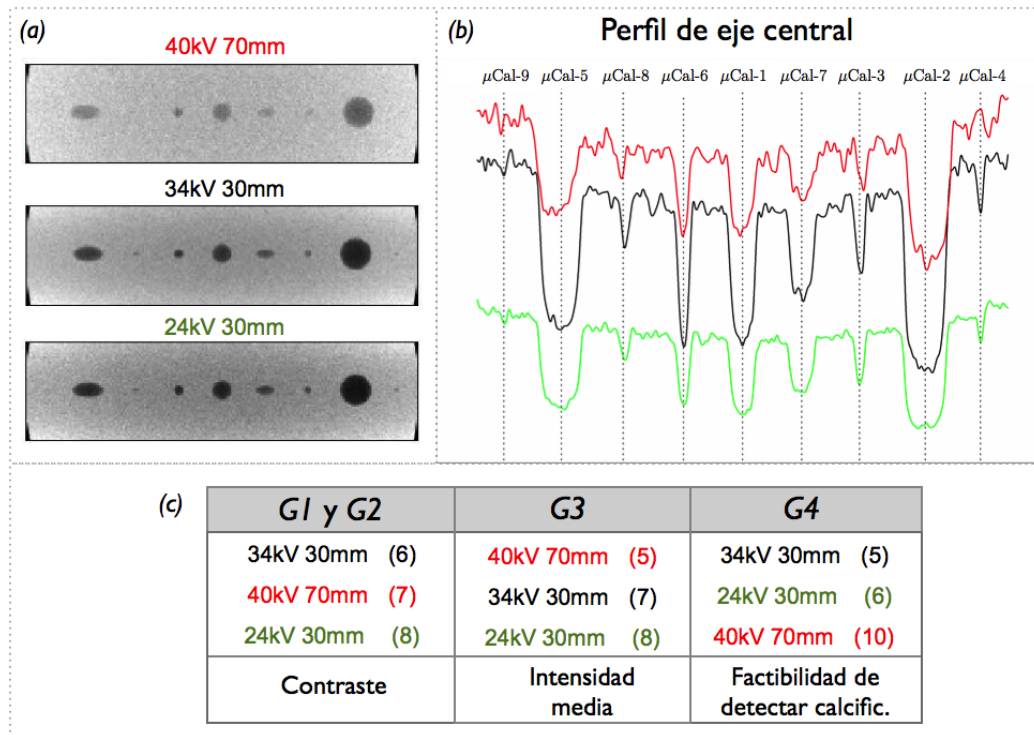 (a)
40kV 70mm
34kV 30mm
24kV 30mm
(b)
Perfil de eje central
μCal-9 μCal-5 μCal-8 μCal-6 μCal-1 μCal-7 μCal-3 μCal-2 μCal-4
(c)
G1 y G2 G3 G4
34kV 30mm (6) 40kV 70mm (5) 34kV 30mm (5)
40kV 70mm (7) 34kV 30mm (7) 24kV 30mm (6)
24kV 30mm (8) 24kV 30mm (8) 40kV 70mm (10)
Contraste Intensidad Factibilidad de
media detectar calcific.